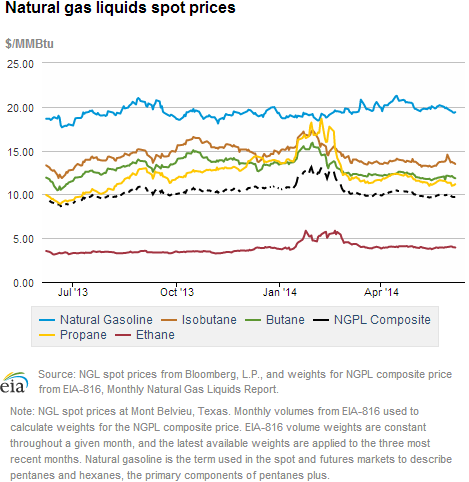 Natural gas liquids spot prices
$/MMBtu
25.00
20.00
15.00
10.00
5.00
0.00
Jul '13 Oct '13 Jan '14 Apr '14
Natural Gasoline Isobutane Butane NGPL Composite
Propane Ethane
eia
Source: NGL spot prices from Bloomberg, L.P., and weights for NGPL composite price
from EIA-816, Monthly Natural Gas Liquids Report.
Note: NGL spot prices at Mont Belvieu, Texas. Monthly volumes from EIA-816 used to
calculate weights for the NGPL composite price. EIA-816 volume weights are constant
throughout a given month, and the latest available weights are applied to the three most
recent months. Natural gasoline is the term used in the spot and futures markets to describe
pentanes and hexanes, the primary components of pentanes plus.